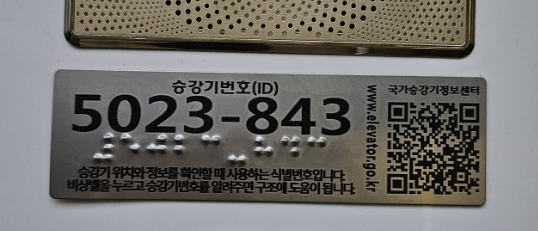 승강기번호(ID)
5023-843
승강기 위치와 정보를 확인할 때 사용하는 식별번호입니다.
비상벨을 누르고 승강기번호를 알려주면 구조에 도움이 됩니다.
www.elevator.go.kr
국가승강기정보센터